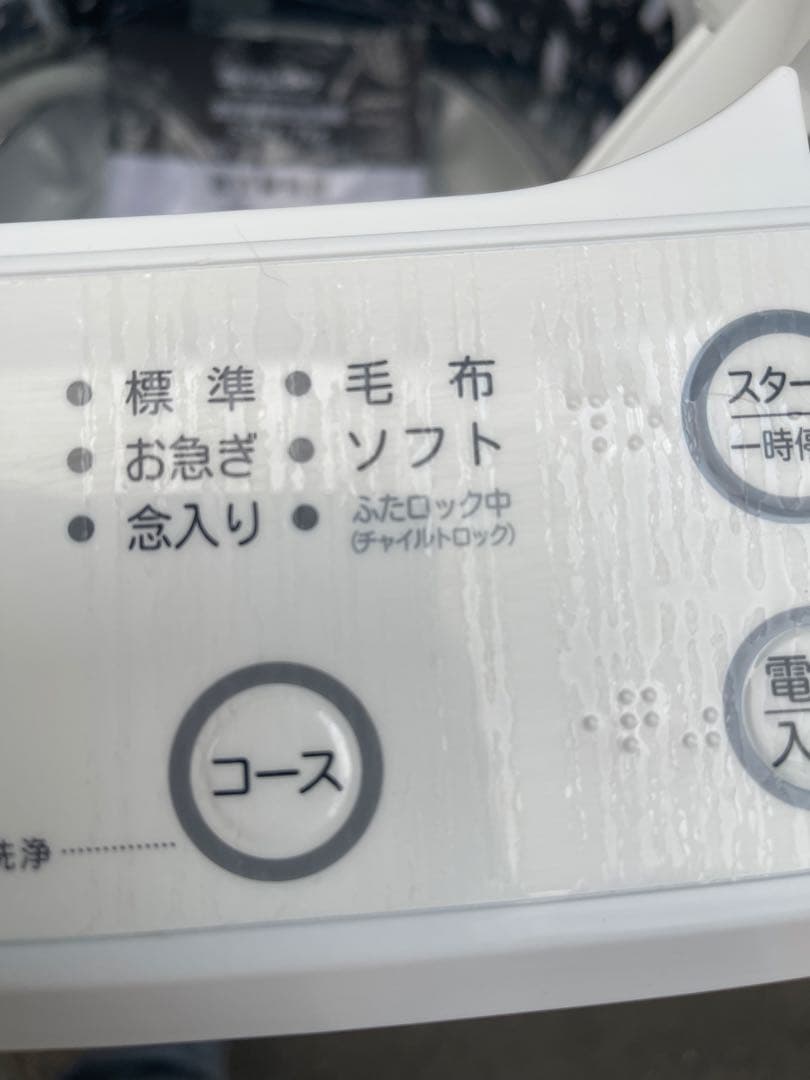 標準
毛布
お急ぎ
ソフト
念入り
ふたロック中
(チャイルドロック)
スター
一時停
コース
電
入
洗浄